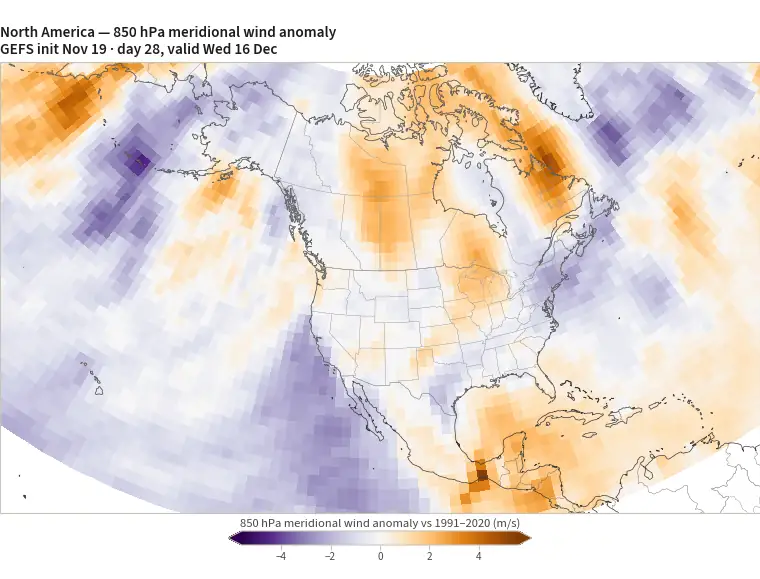 North America — 850 hPa meridional wind anomaly
GEFS init Nov 19 · day 28, valid Wed 16 Dec
850 hPa meridional wind anomaly vs 1991–2020 (m/s)
−4 −2 0 2 4